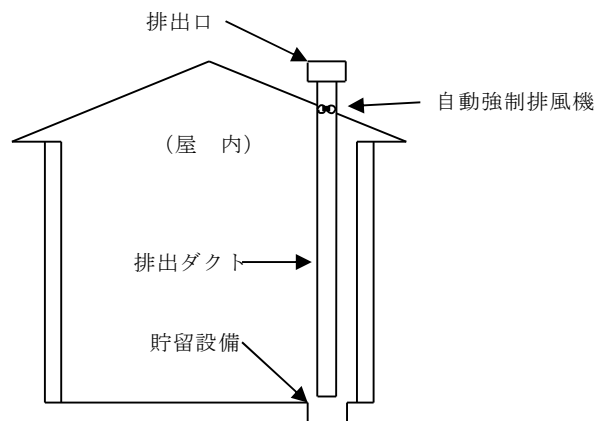 排出口
自動強制排風機
（屋　内）
排出ダクト
貯留設備